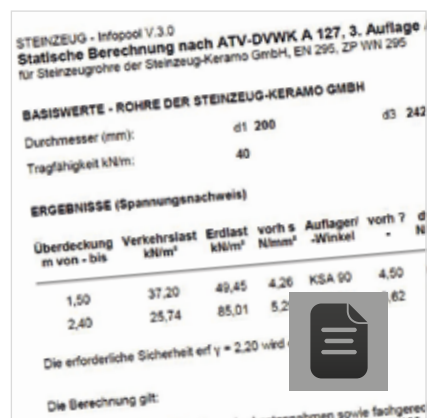 STEINZEUG - Infopool V.3.0
Statische Berechnung nach ATV-DVWK A 127, 3. Auflage
für Steinzeugrohre der Steinzeug-Keramo GmbH, EN 295, ZP WN 295
BASISWERTE - ROHRE DER STEINZEUG-KERAMO GMBH
Durchmesser (mm): d1 200 d3 242
Tragfähigkeit kN/m: 40
ERGEBNISSE (Spannungsnachweis)
Überdeckung Verkehrslast Erdlast vorh s Auflager/ vorh ?
m von - bis kN/m² kN/m² N/mm² -Winkel -
1,50 37,20 49,45 4,26 KSA 90 4,50
2,40 25,74 85,01
Die erforderliche Sicherheit erf γ = 2,20 wird
Die Berechnung gilt:
sowie